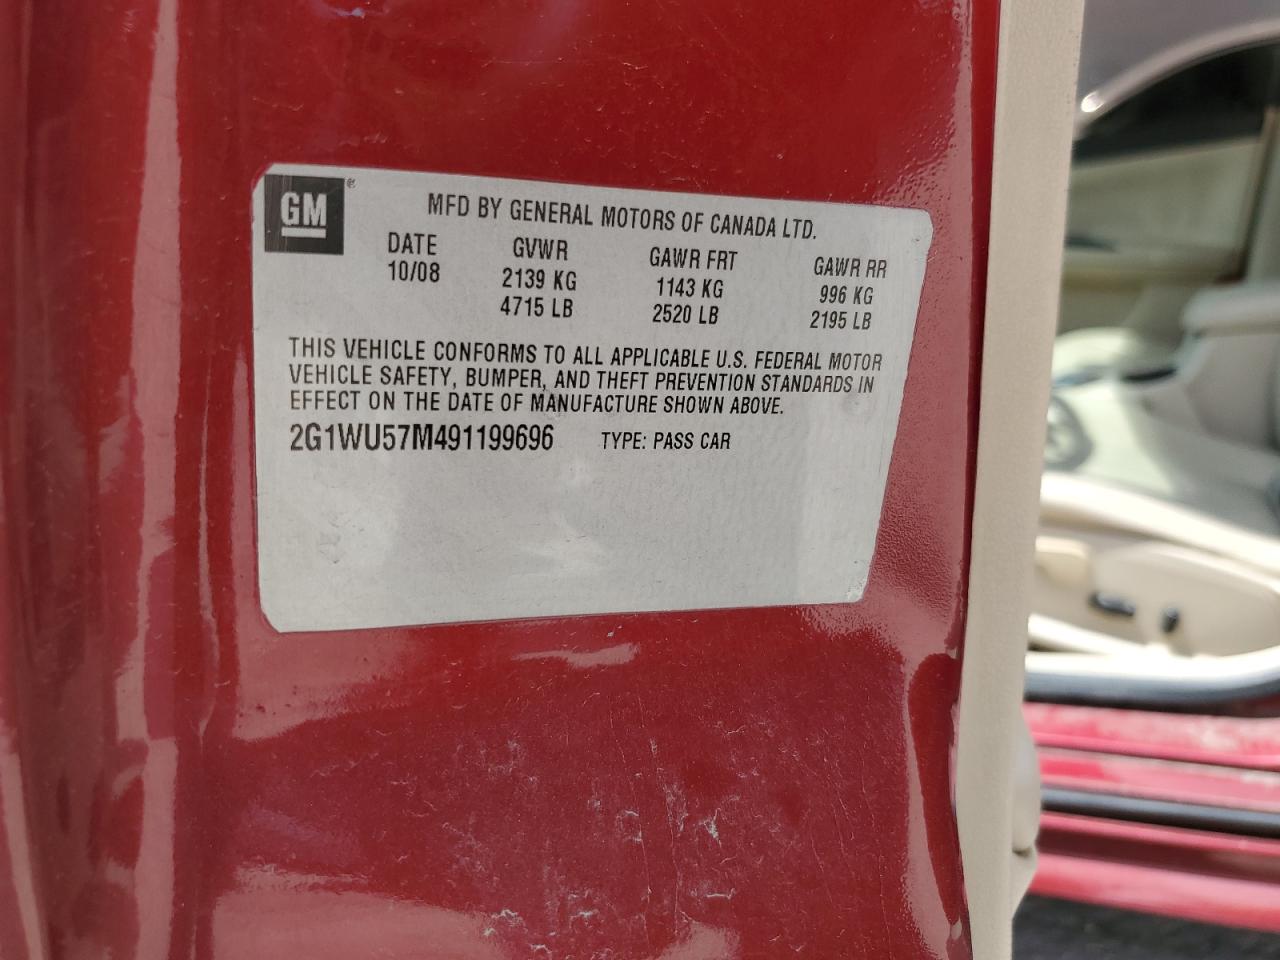 GM®
MFD BY GENERAL MOTORS OF CANADA LTD.
DATE GVWR GAWR FRT GAWR RR
10/08 2139 KG 1143 KG 996 KG
4715 LB 2520 LB 2195 LB
THIS VEHICLE CONFORMS TO ALL APPLICABLE U.S. FEDERAL MOTOR
VEHICLE SAFETY, BUMPER, AND THEFT PREVENTION STANDARDS IN
EFFECT ON THE DATE OF MANUFACTURE SHOWN ABOVE.
2G1WU57M491199696 TYPE: PASS CAR